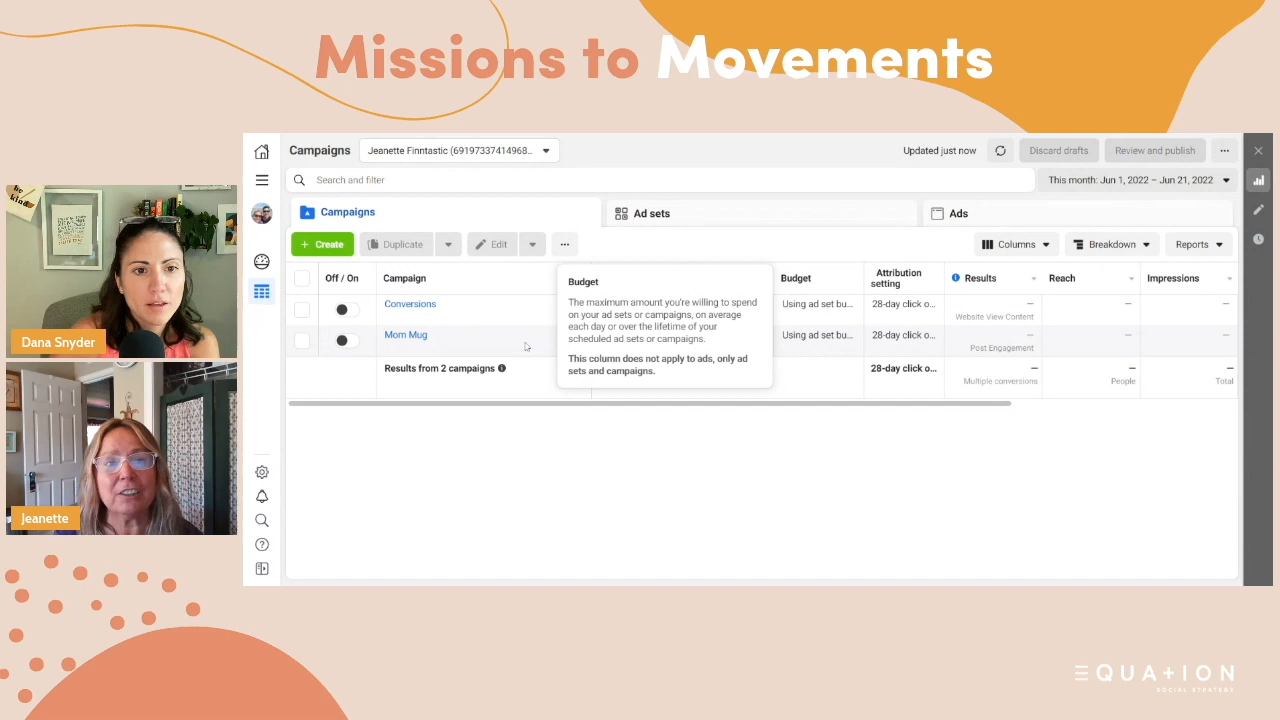 Missions to Movements
be kind
Dana Snyder
Jeanette
Campaigns
Jeanette Finntastic (69197337414968...
Updated just now
Discard drafts
Review and publish
Search and filter
This month: Jun 1, 2022 – Jun 21, 2022
Campaigns
Ad sets
Ads
+ Create
Duplicate
Edit
Columns
Breakdown
Reports
Off / On
Campaign
Budget
Attribution
setting
Results
Reach
Impressions
Conversions
Using ad set bu...
28-day click o...
—
Website View Content
—
—
Mom Mug
Using ad set bu...
28-day click o...
—
Post Engagement
—
—
Results from 2 campaigns
28-day click o...
—
Multiple conversions
—
People
—
Total
Budget
The maximum amount you're willing to spend
on your ad sets or campaigns, on average
each day or over the lifetime of your
scheduled ad sets or campaigns.
This column does not apply to ads, only ad
sets and campaigns.
EQUATION
SOCIAL STRATEGY